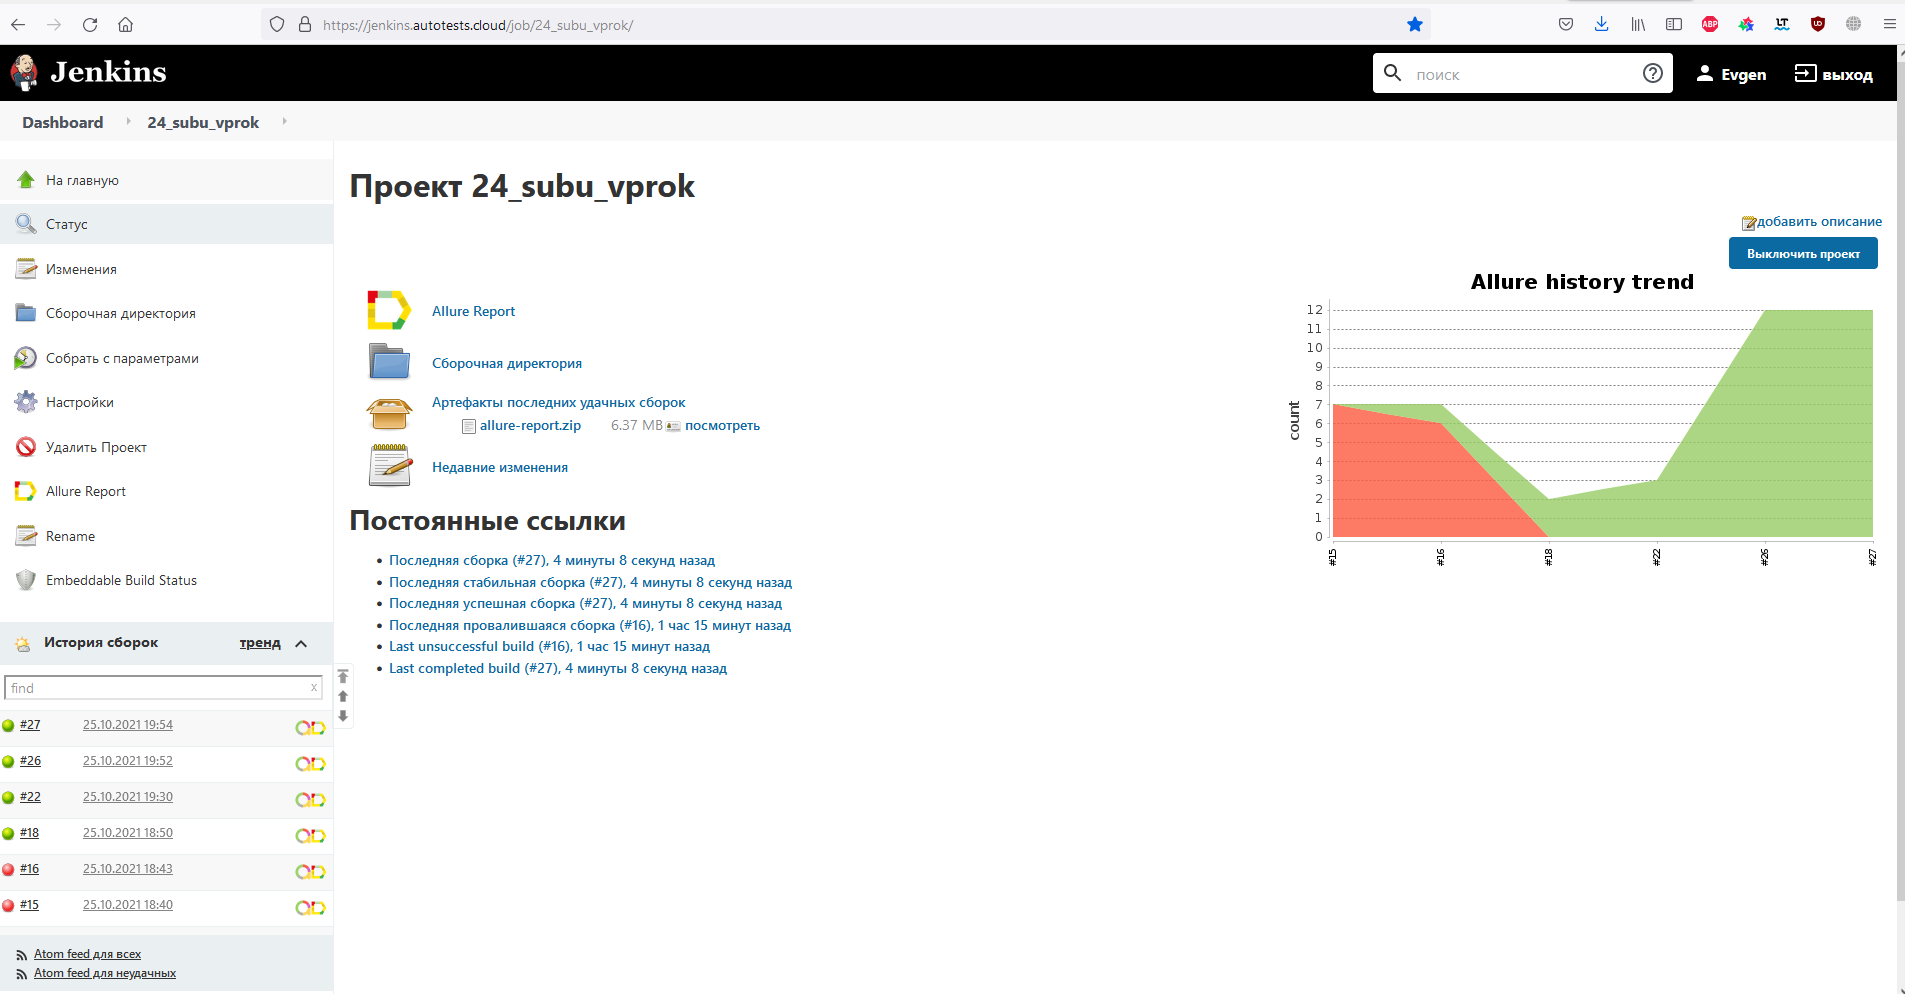 https://jenkins.autotests.cloud/job/24_subu_vprok/
ABP
LT
Jenkins
поиск
Evgen
выход
Dashboard
24_subu_vprok
На главную
Статус
Изменения
Сборочная директория
Собрать с параметрами
Настройки
Удалить Проект
Allure Report
Rename
Embeddable Build Status
История сборок
тренд
find
x
#27 25.10.2021 19:54
#26 25.10.2021 19:52
#22 25.10.2021 19:30
#18 25.10.2021 18:50
#16 25.10.2021 18:43
#15 25.10.2021 18:40
Atom feed для всех
Atom feed для неудачных
Проект 24_subu_vprok
добавить описание
Выключить проект
Allure Report
Сборочная директория
Артефакты последних удачных сборок
allure-report.zip 6.37 MB посмотреть
Недавние изменения
Постоянные ссылки
Последняя сборка (#27), 4 минуты 8 секунд назад
Последняя стабильная сборка (#27), 4 минуты 8 секунд назад
Последняя успешная сборка (#27), 4 минуты 8 секунд назад
Последняя провалившаяся сборка (#16), 1 час 15 минут назад
Last unsuccessful build (#16), 1 час 15 минут назад
Last completed build (#27), 4 минуты 8 секунд назад
Allure history trend
count
12
11
10
9
8
7
6
5
4
3
2
1
0
#15
#16
#18
#22
#26
#27